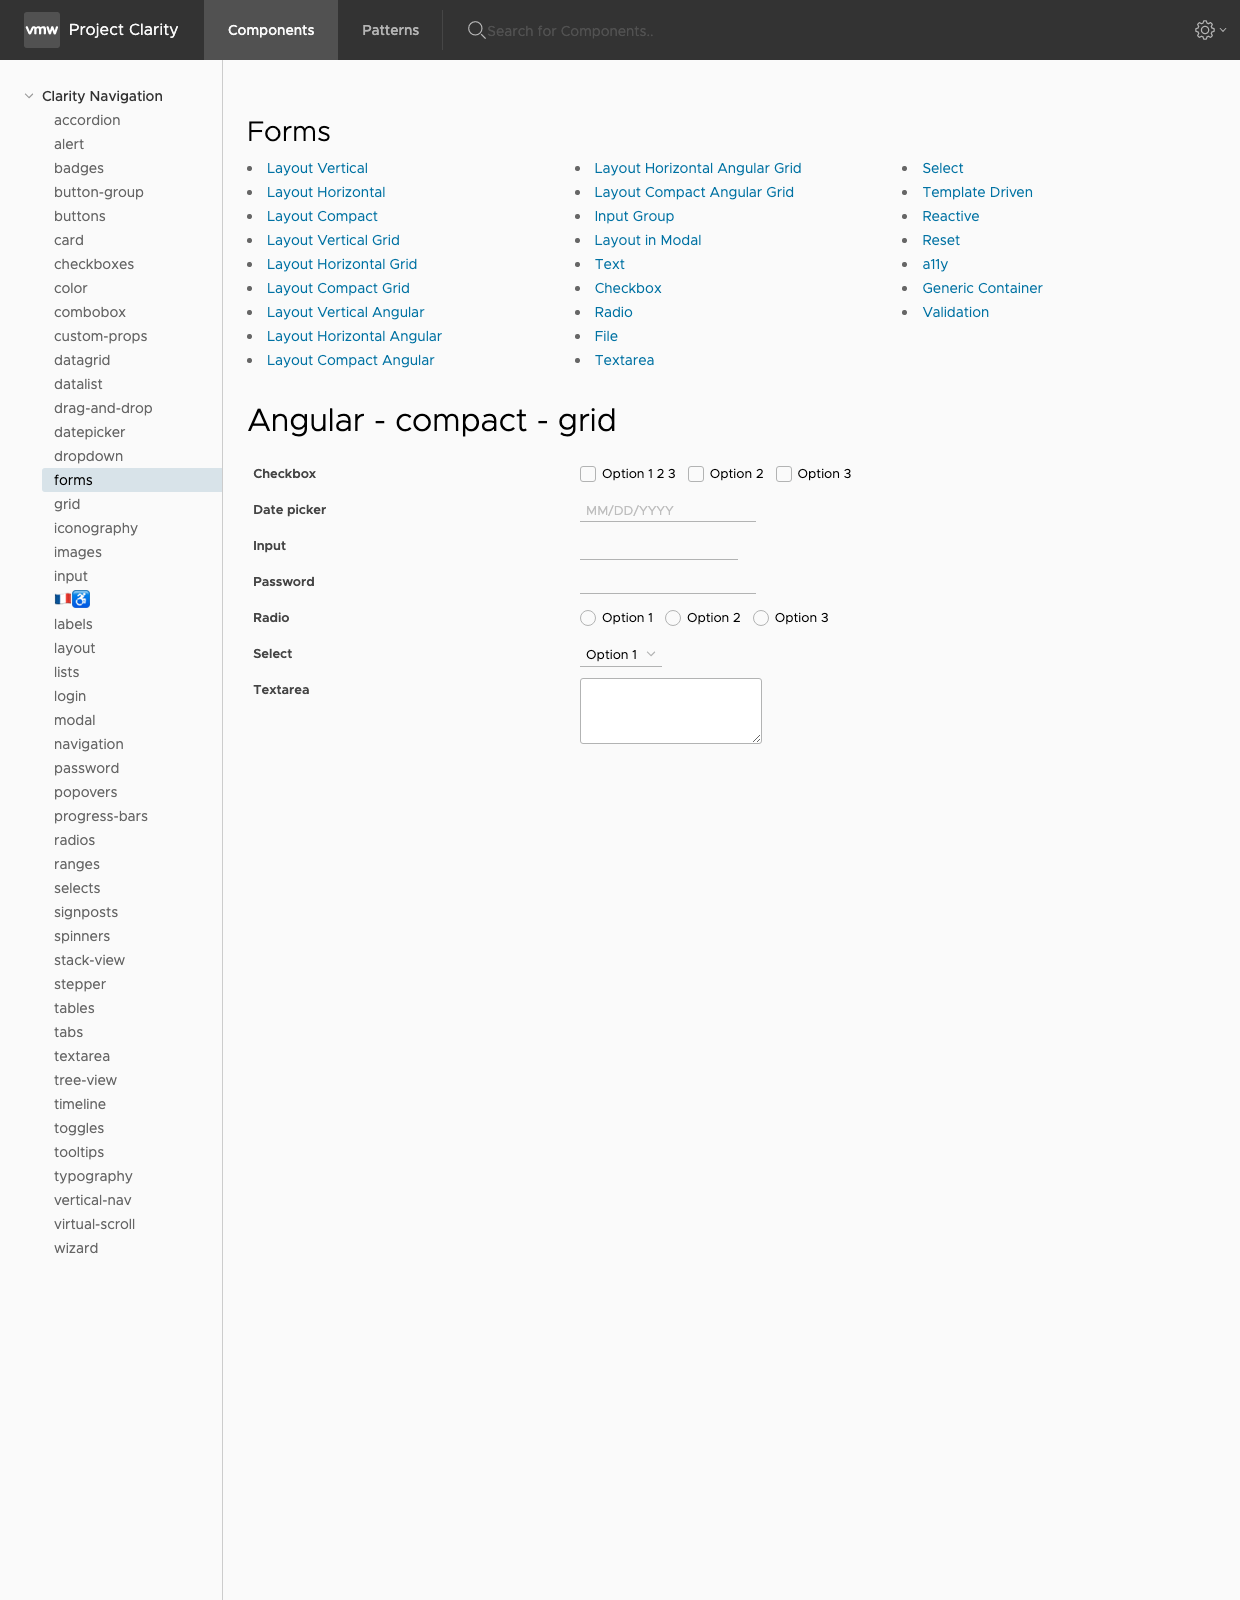 vmw Project Clarity Components Patterns Search for Components..
Clarity Navigation
accordion
alert
badges
button-group
buttons
card
checkboxes
color
combobox
custom-props
datagrid
datalist
drag-and-drop
datepicker
dropdown
forms
grid
iconography
images
input
🇫🇷♿
labels
layout
lists
login
modal
navigation
password
popovers
progress-bars
radios
ranges
selects
signposts
spinners
stack-view
stepper
tables
tabs
textarea
tree-view
timeline
toggles
tooltips
typography
vertical-nav
virtual-scroll
wizard
Forms
Layout Vertical
Layout Horizontal
Layout Compact
Layout Vertical Grid
Layout Horizontal Grid
Layout Compact Grid
Layout Vertical Angular
Layout Horizontal Angular
Layout Compact Angular
Layout Horizontal Angular Grid
Layout Compact Angular Grid
Input Group
Layout in Modal
Text
Checkbox
Radio
File
Textarea
Select
Template Driven
Reactive
Reset
a11y
Generic Container
Validation
Angular - compact - grid
Checkbox Option 1 2 3 Option 2 Option 3
Date picker MM/DD/YYYY
Input
Password
Radio Option 1 Option 2 Option 3
Select Option 1
Textarea